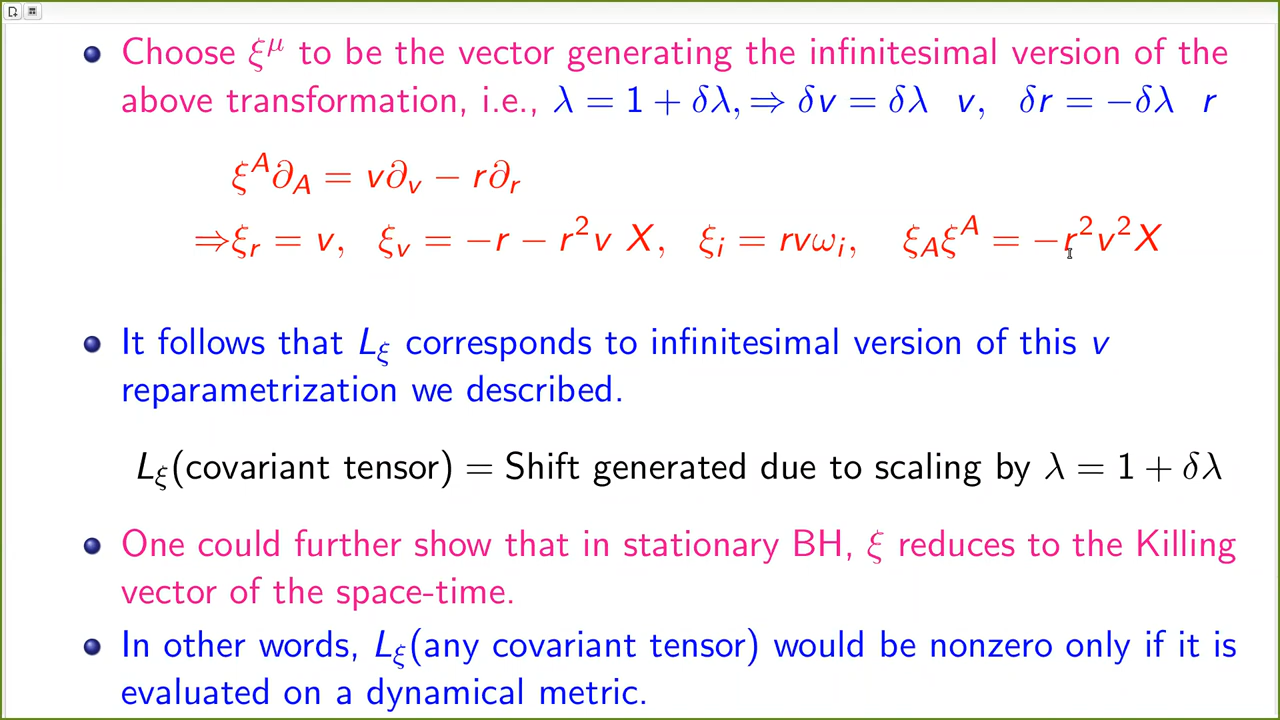 Choose ξ^μ to be the vector generating the infinitesimal version of the
above transformation, i.e., λ = 1 + δλ, ⇒ δv = δλ v, δr = −δλ r
ξ^A ∂_A = v∂_v − r∂_r
⇒ξ_r = v, ξ_v = −r − r²v X, ξ_i = rvω_i, ξ_A ξ^A = −r²v²X
It follows that L_ξ corresponds to infinitesimal version of this v
reparametrization we described.
L_ξ(covariant tensor) = Shift generated due to scaling by λ = 1 + δλ
One could further show that in stationary BH, ξ reduces to the Killing
vector of the space-time.
In other words, L_ξ(any covariant tensor) would be nonzero only if it is
evaluated on a dynamical metric.